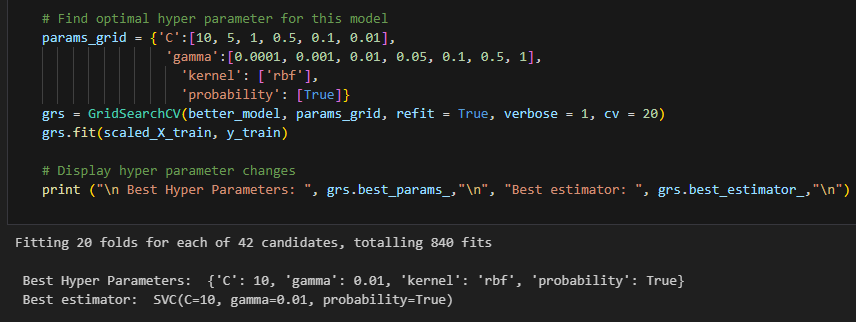 # Find optimal hyper parameter for this model
params_grid = {'C':[10, 5, 1, 0.5, 0.1, 0.01],
'gamma':[0.0001, 0.001, 0.01, 0.05, 0.1, 0.5, 1],
'kernel': ['rbf'],
'probability': [True]}
grs = GridSearchCV(better_model, params_grid, refit = True, verbose = 1, cv = 20)
grs.fit(scaled_X_train, y_train)
# Display hyper parameter changes
print ("\n Best Hyper Parameters: ", grs.best_params_,"\n", "Best estimator: ", grs.best_estimator_,"\n")
Fitting 20 folds for each of 42 candidates, totalling 840 fits
Best Hyper Parameters:  {'C': 10, 'gamma': 0.01, 'kernel': 'rbf', 'probability': True}
Best estimator:  SVC(C=10, gamma=0.01, probability=True)